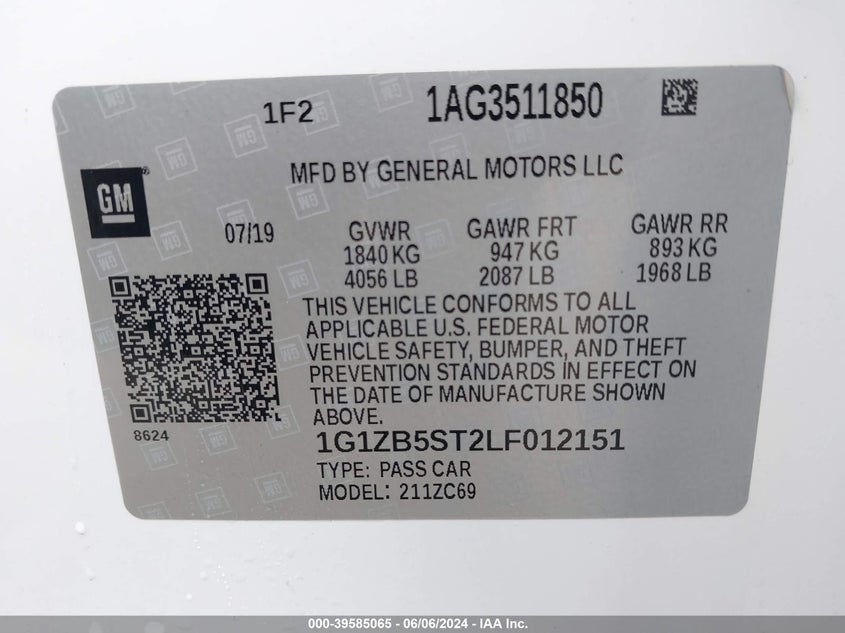 1F2 1AG3511850
MFD BY GENERAL MOTORS LLC
GM
07/19 GVWR GAWR FRT GAWR RR
1840 KG 947 KG 893 KG
4056 LB 2087 LB 1968 LB
THIS VEHICLE CONFORMS TO ALL
APPLICABLE U.S. FEDERAL MOTOR
VEHICLE SAFETY, BUMPER, AND THEFT
PREVENTION STANDARDS IN EFFECT ON
THE DATE OF MANUFACTURE SHOWN
ABOVE.
8624
1G1ZB5ST2LF012151
TYPE: PASS CAR
MODEL: 211ZC69
000-39585065 - 06/06/2024 - IAA Inc.